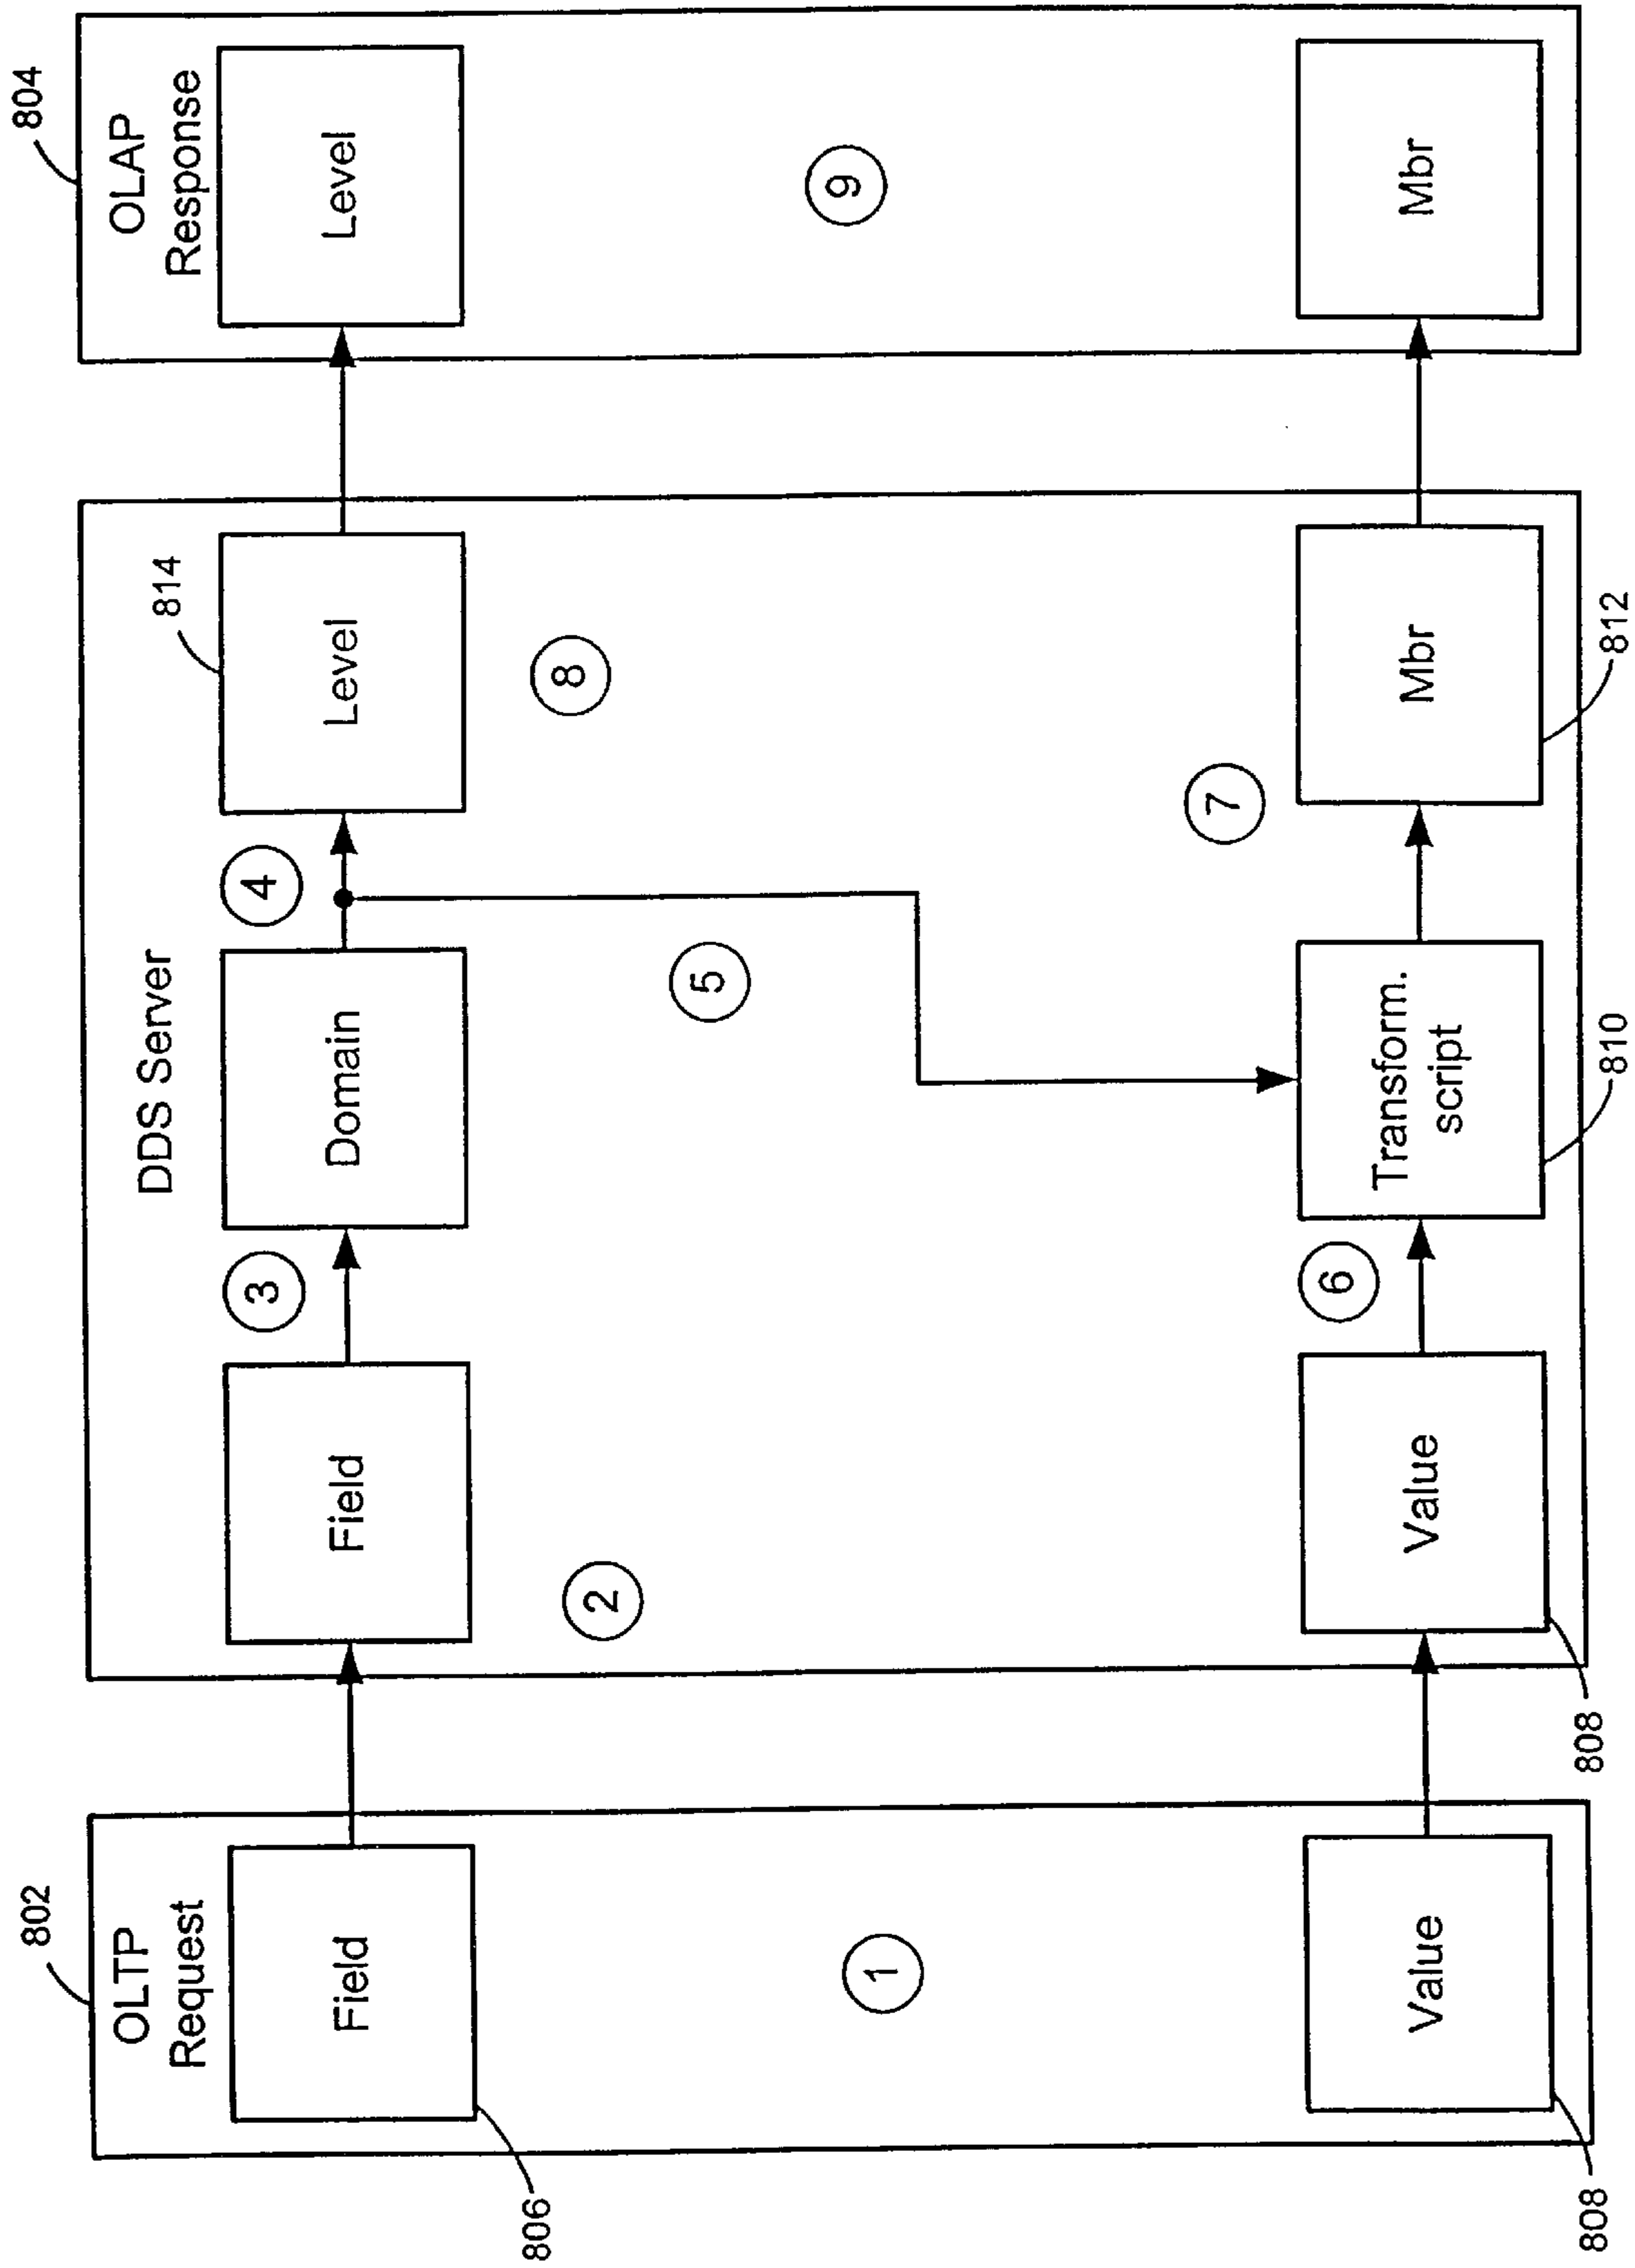 802
OLTP
Request
Field
806
1
Value
808
DDS Server
Field
2
3
Domain
4
Level
814
5
8
Value
808
6
Transform.
script
810
7
Mbr
812
804
OLAP
Response
Level
9
Mbr